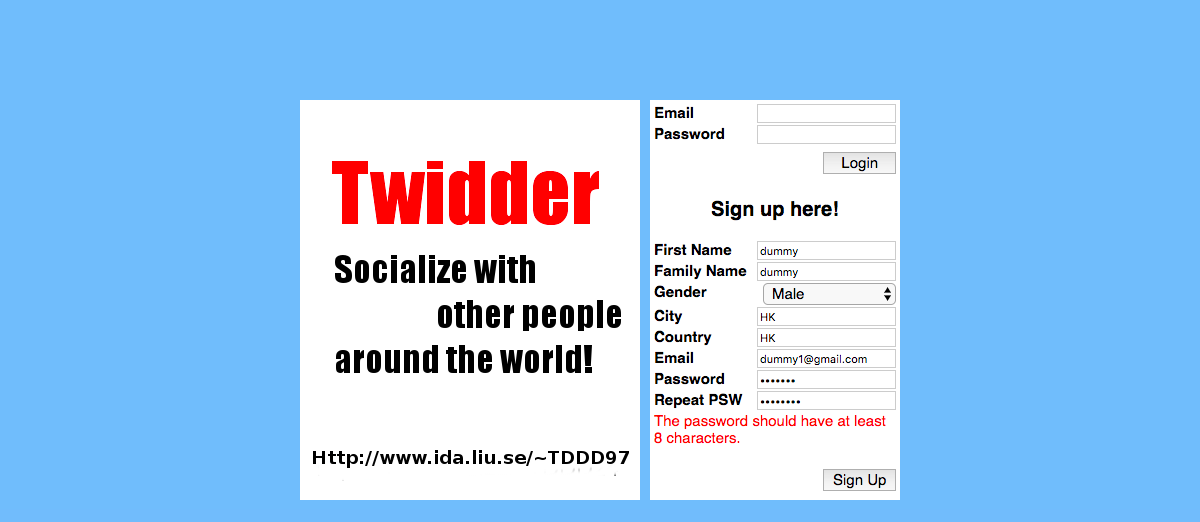 Twidder
Socialize with
other people
around the world!
Http://www.ida.liu.se/~TDDD97
Email
Password
Login
Sign up here!
First Name dummy
Family Name dummy
Gender Male
City HK
Country HK
Email dummy1@gmail.com
Password •••••••
Repeat PSW ••••••••
The password should have at least
8 characters.
Sign Up